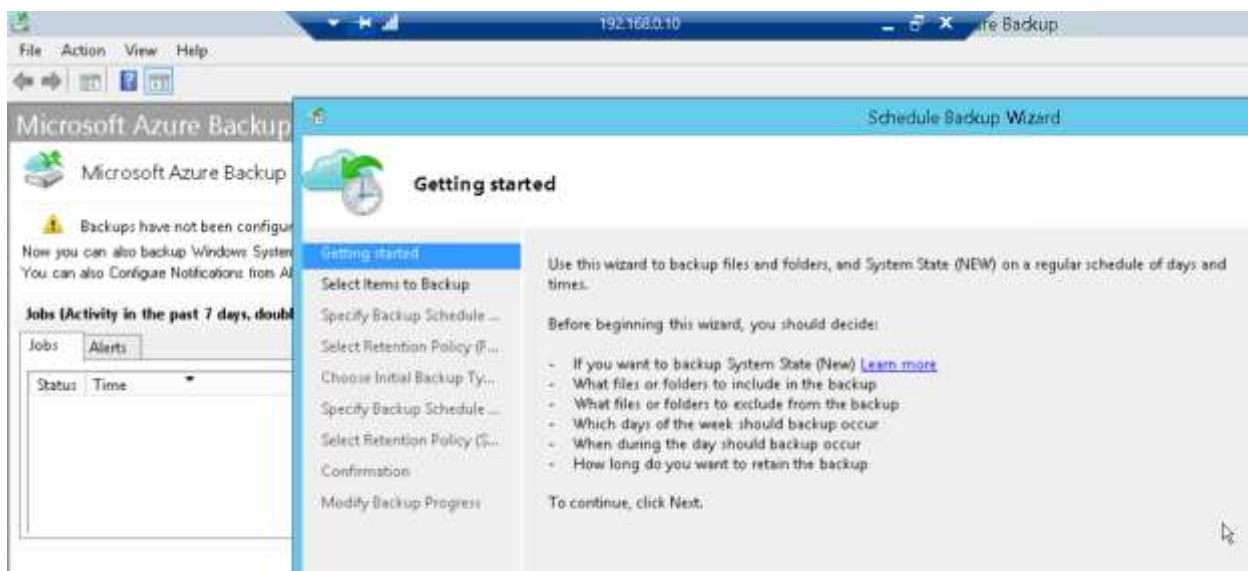 192.168.0.10
re Backup
File Action View Help
Microsoft Azure Backup
Schedule Backup Wizard
Microsoft Azure Backup
Getting started
Backups have not been configur
Now you can also backup Windows System
You can also Configure Notifications from Al
Jobs (Activity in the past 7 days, doubl
Jobs Alerts
Status Time
Getting started
Select Items to Backup
Specify Backup Schedule ...
Select Retention Policy (F...
Choose Initial Backup Ty...
Specify Backup Schedule ...
Select Retention Policy (S...
Confirmation
Modify Backup Progress
Use this wizard to backup files and folders, and System State (NEW) on a regular schedule of days and
times.
Before beginning this wizard, you should decide:
- If you want to backup System State (New) Learn more
- What files or folders to include in the backup
- What files or folders to exclude from the backup
- Which days of the week should backup occur
- When during the day should backup occur
- How long do you want to retain the backup
To continue, click Next.